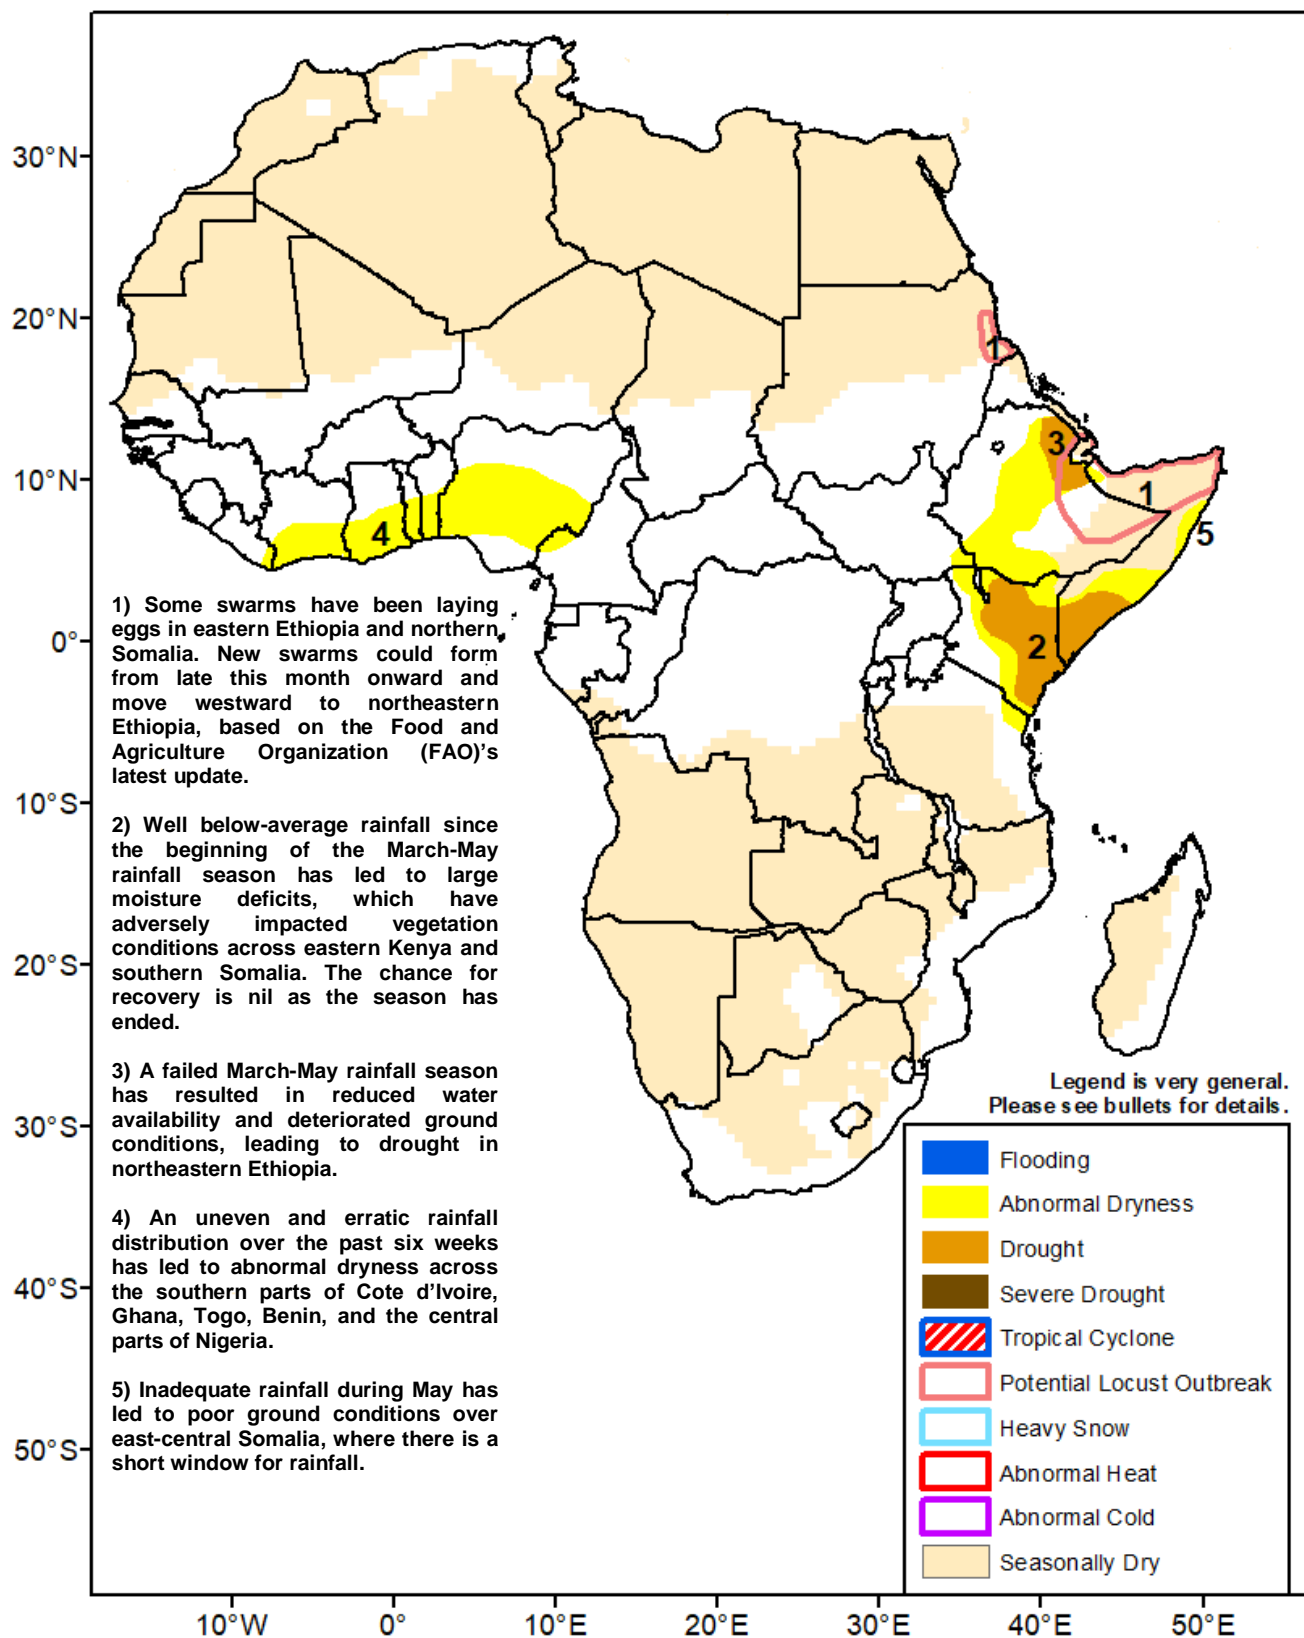 30°N
20°N
10°N
0°
10°S
20°S
30°S
40°S
50°S
1
3
1
5
4
2
1) Some swarms have been laying
eggs in eastern Ethiopia and northern
Somalia. New swarms could form
from late this month onward and
move westward to northeastern
Ethiopia, based on the Food and
Agriculture Organization (FAO)'s
latest update.
2) Well below-average rainfall since
the beginning of the March-May
rainfall season has led to large
moisture deficits, which have
adversely impacted vegetation
conditions across eastern Kenya and
southern Somalia. The chance for
recovery is nil as the season has
ended.
3) A failed March-May rainfall season
has resulted in reduced water
availability and deteriorated ground
conditions, leading to drought in
northeastern Ethiopia.
4) An uneven and erratic rainfall
distribution over the past six weeks
has led to abnormal dryness across
the southern parts of Cote d'Ivoire,
Ghana, Togo, Benin, and the central
parts of Nigeria.
5) Inadequate rainfall during May has
led to poor ground conditions over
east-central Somalia, where there is a
short window for rainfall.
Legend is very general.
Please see bullets for details.
Flooding
Abnormal Dryness
Drought
Severe Drought
Tropical Cyclone
Potential Locust Outbreak
Heavy Snow
Abnormal Heat
Abnormal Cold
Seasonally Dry
10°W
0°
10°E
20°E
30°E
40°E
50°E